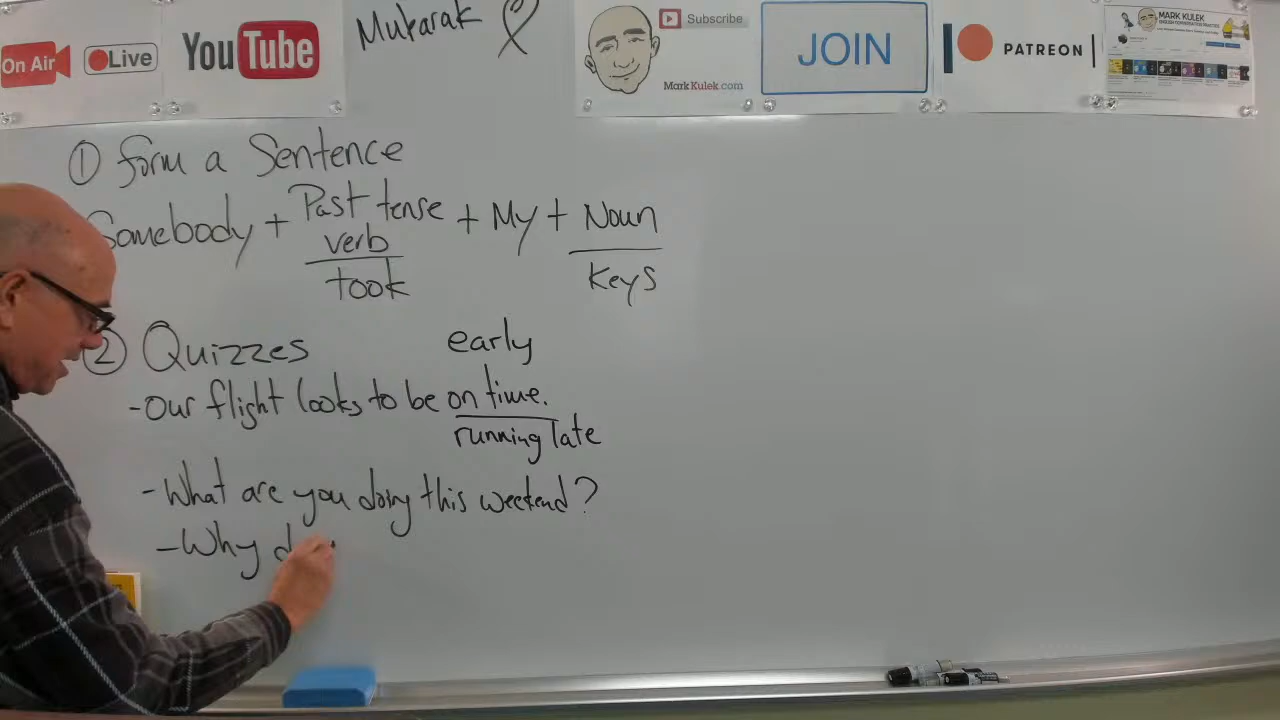 On Air
Live
YouTube
Mubarak
Subscribe
MarkKulek.com
JOIN
PATREON
MARK KULEK
① Form a Sentence
Somebody + Past tense verb + My + Noun
took
keys
② Quizzes
early
- Our flight looks to be on time.
running late
- What are you doing this weekend?
- Why d